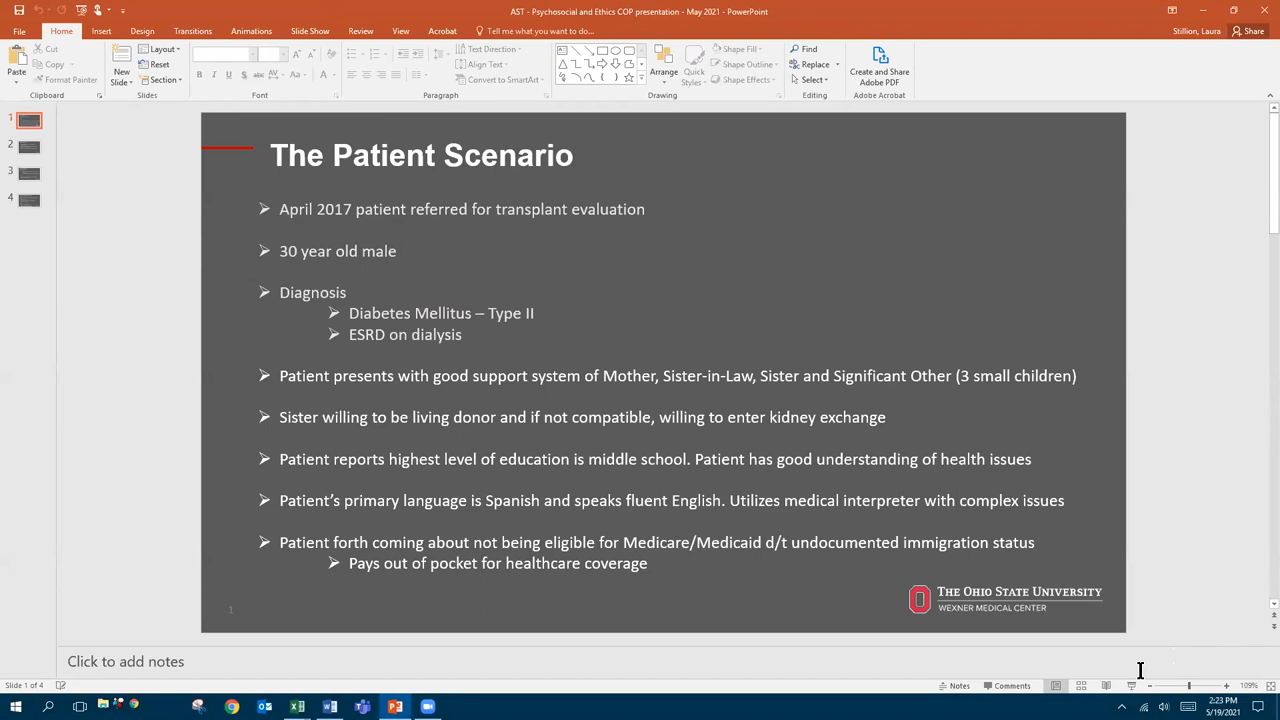 AST - Psychosocial and Ethics COP presentation - May 2021 - PowerPoint
File Home Insert Design Transitions Animations Slide Show Review View Acrobat Tell me what you want to do... Stillion, Laura Share
Cut
Copy
Format Painter
Paste
Clipboard
New Slide
Layout
Reset
Section
Slides
Font
Text Direction
Align Text
Convert to SmartArt
Paragraph
Arrange
Quick Styles
Shape Fill
Shape Outline
Shape Effects
Drawing
Find
Replace
Select
Editing
Create and Share Adobe PDF
Adobe Acrobat
1
2
3
4
The Patient Scenario
April 2017 patient referred for transplant evaluation
30 year old male
Diagnosis
Diabetes Mellitus – Type II
ESRD on dialysis
Patient presents with good support system of Mother, Sister-in-Law, Sister and Significant Other (3 small children)
Sister willing to be living donor and if not compatible, willing to enter kidney exchange
Patient reports highest level of education is middle school. Patient has good understanding of health issues
Patient's primary language is Spanish and speaks fluent English. Utilizes medical interpreter with complex issues
Patient forth coming about not being eligible for Medicare/Medicaid d/t undocumented immigration status
Pays out of pocket for healthcare coverage
1
THE OHIO STATE UNIVERSITY
WEXNER MEDICAL CENTER
Click to add notes
Slide 1 of 4 Notes Comments 109%
2:23 PM
5/19/2021